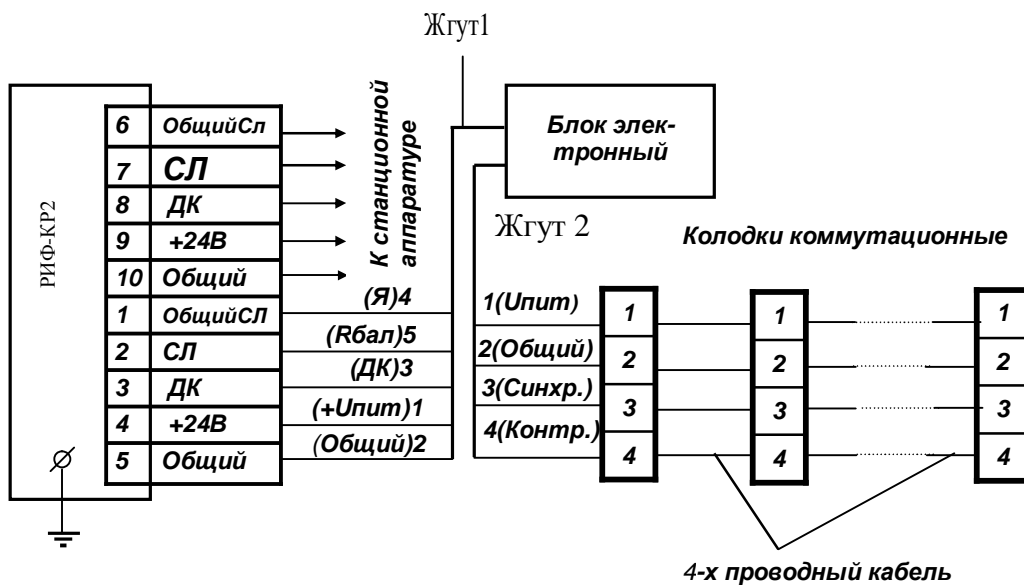 Жгут1
РИФ-КР2
6 ОбщийСл
7 СЛ
8 ДК
9 +24В
10 Общий
1 ОбщийСЛ
2 СЛ
3 ДК
4 +24В
5 Общий
К станционной
аппаратуре
(Я)4
(Rбал)5
(ДК)3
(+Uпит)1
(Общий)2
Блок элек-
тронный
Жгут 2
Колодки коммутационные
1(Uпит)
2(Общий)
3(Синхр.)
4(Контр.)
1
2
3
4
1
2
3
4
1
2
3
4
4-х проводный кабель